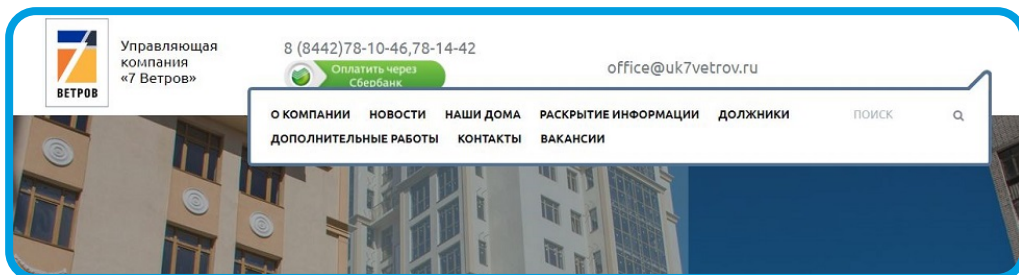 7
ВЕТРОВ
Управляющая
компания
«7 Ветров»
8 (8442)78-10-46,78-14-42
Оплатить через
Сбербанк
office@uk7vetrov.ru
О КОМПАНИИ НОВОСТИ НАШИ ДОМА РАСКРЫТИЕ ИНФОРМАЦИИ ДОЛЖНИКИ ПОИСК
ДОПОЛНИТЕЛЬНЫЕ РАБОТЫ КОНТАКТЫ ВАКАНСИИ